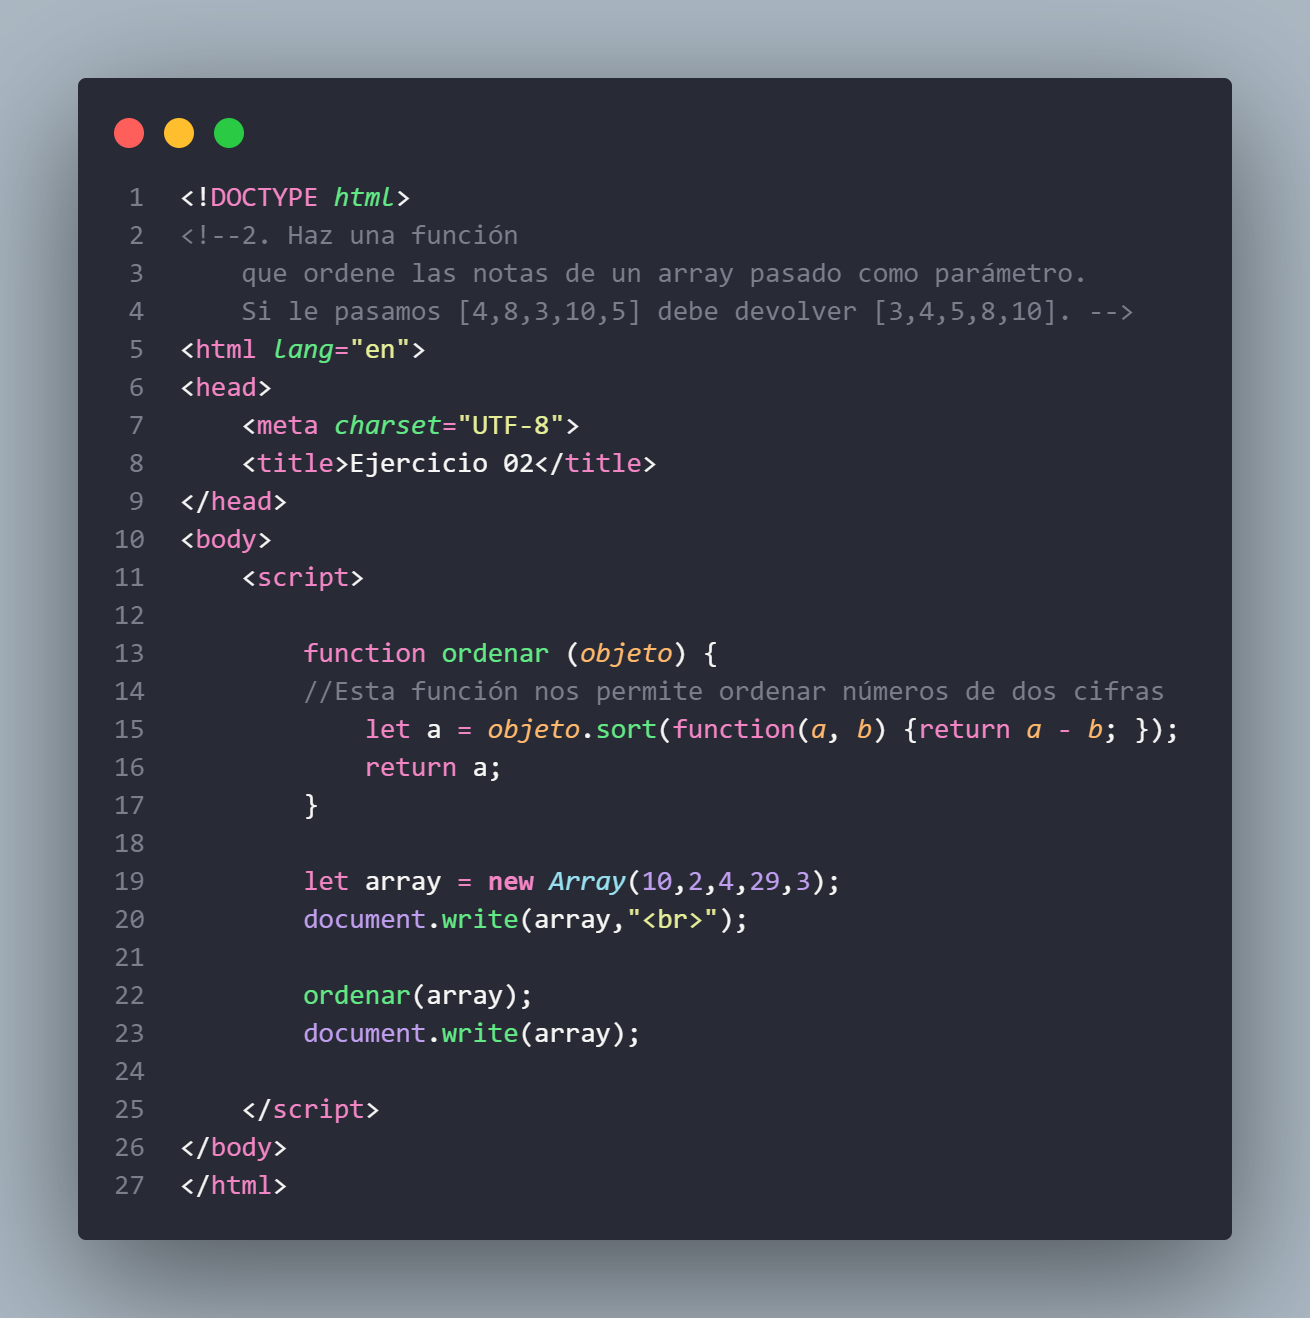 1 <!DOCTYPE html>
2 <!--2. Haz una función
3     que ordene las notas de un array pasado como parámetro.
4     Si le pasamos [4,8,3,10,5] debe devolver [3,4,5,8,10]. -->
5 <html lang="en">
6 <head>
7     <meta charset="UTF-8">
8     <title>Ejercicio 02</title>
9 </head>
10 <body>
11     <script>
12
13         function ordenar (objeto) {
14         //Esta función nos permite ordenar números de dos cifras
15             let a = objeto.sort(function(a, b) {return a - b; });
16             return a;
17         }
18
19         let array = new Array(10,2,4,29,3);
20         document.write(array,"<br>");
21
22         ordenar(array);
23         document.write(array);
24
25     </script>
26 </body>
27 </html>